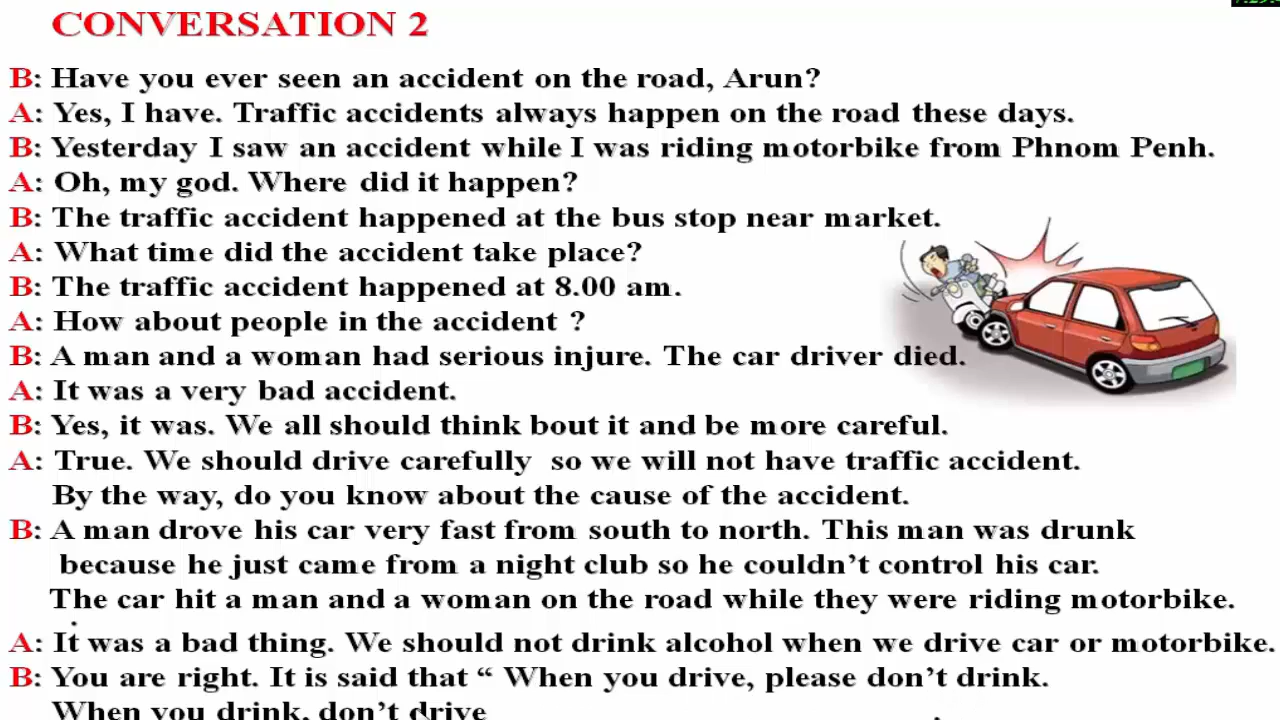 CONVERSATION 2
B: Have you ever seen an accident on the road, Arun?
A: Yes, I have. Traffic accidents always happen on the road these days.
B: Yesterday I saw an accident while I was riding motorbike from Phnom Penh.
A: Oh, my god. Where did it happen?
B: The traffic accident happened at the bus stop near market.
A: What time did the accident take place?
B: The traffic accident happened at 8.00 am.
A: How about people in the accident ?
B: A man and a woman had serious injure. The car driver died.
A: It was a very bad accident.
B: Yes, it was. We all should think bout it and be more careful.
A: True. We should drive carefully  so we will not have traffic accident.
By the way, do you know about the cause of the accident.
B: A man drove his car very fast from south to north. This man was drunk
because he just came from a night club so he couldn't control his car.
The car hit a man and a woman on the road while they were riding motorbike.
A: It was a bad thing. We should not drink alcohol when we drive car or motorbike.
B: You are right. It is said that “ When you drive, please don't drink.
When you drink, don't drive